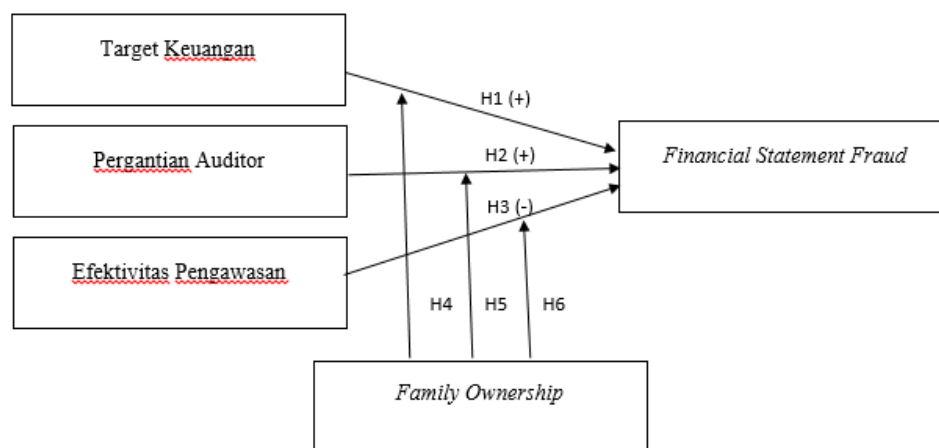 Target Keuangan
H1 (+)
Pergantian Auditor
H2 (+)
Financial Statement Fraud
H3 (-)
Efektivitas Pengawasan
H4
H5
H6
Family Ownership